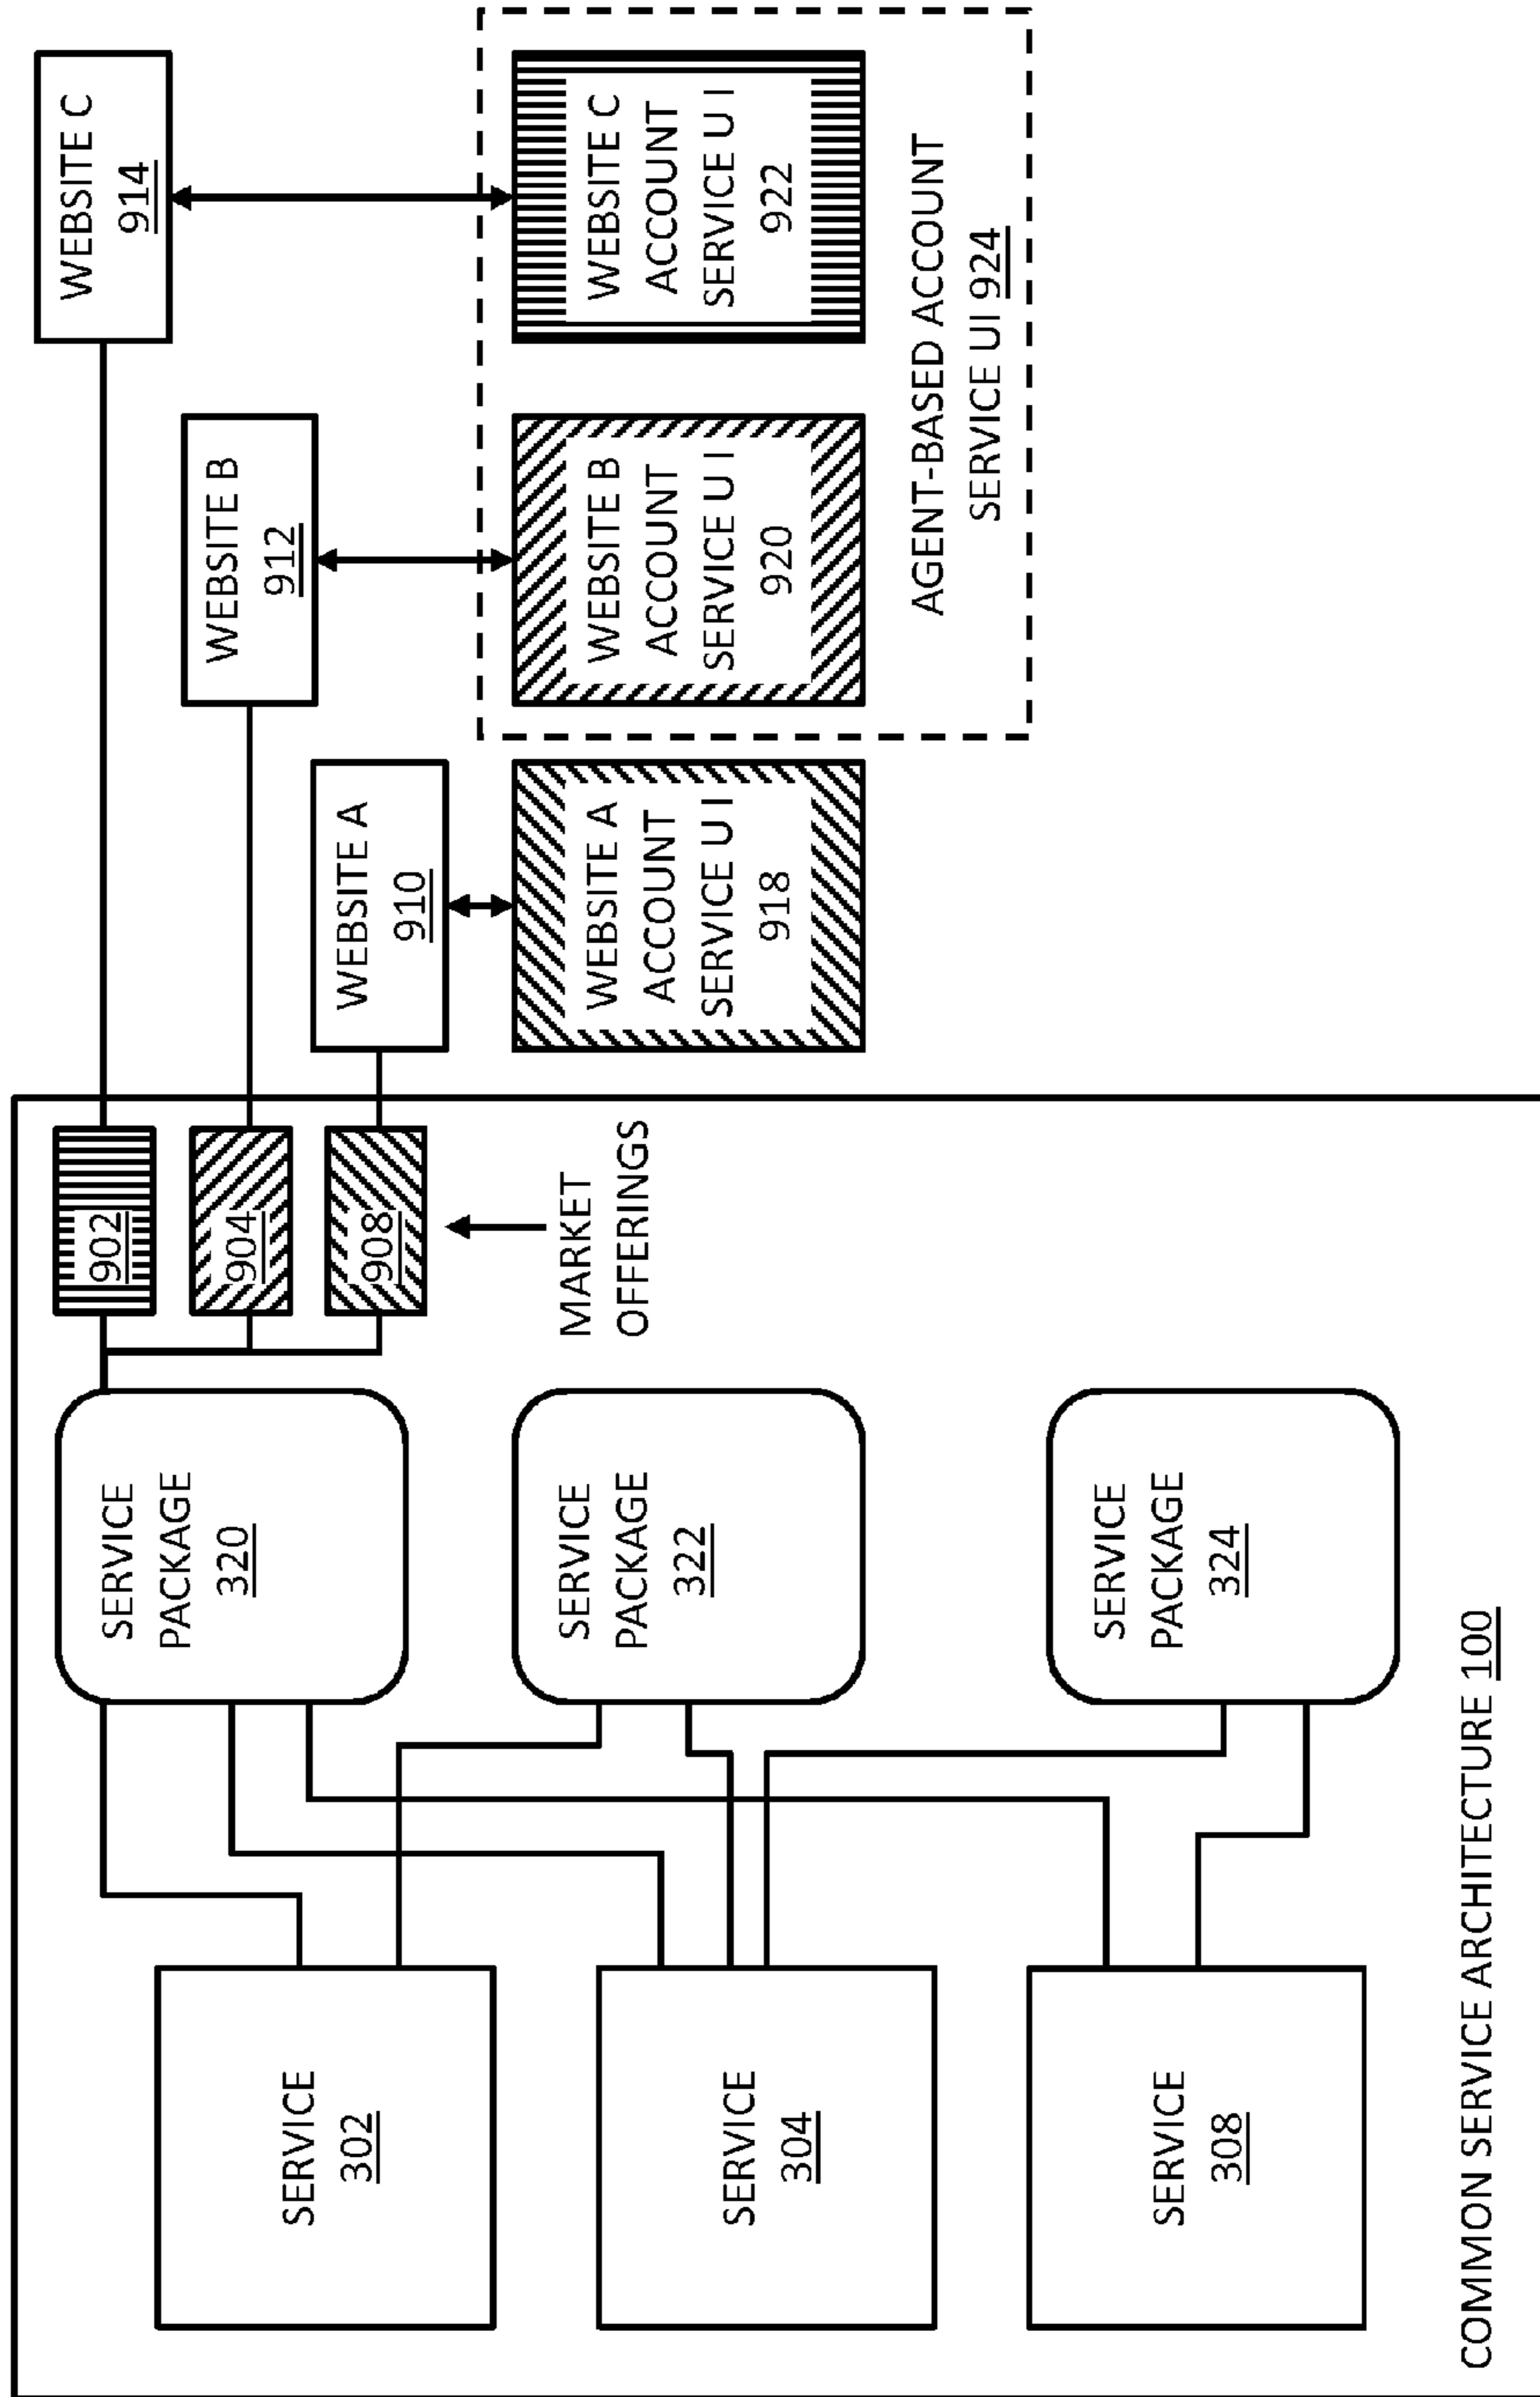 SERVICE
302
SERVICE
304
SERVICE
308
SERVICE
PACKAGE
320
SERVICE
PACKAGE
322
SERVICE
PACKAGE
324
902
904
908
MARKET
OFFERINGS
WEBSITE A
910
WEBSITE B
912
WEBSITE C
914
WEBSITE A
ACCOUNT
SERVICE U I
918
WEBSITE B
ACCOUNT
SERVICE U I
920
WEBSITE C
ACCOUNT
SERVICE U I
922
AGENT-BASED ACCOUNT
SERVICE UI 924
COMMON SERVICE ARCHITECTURE 100